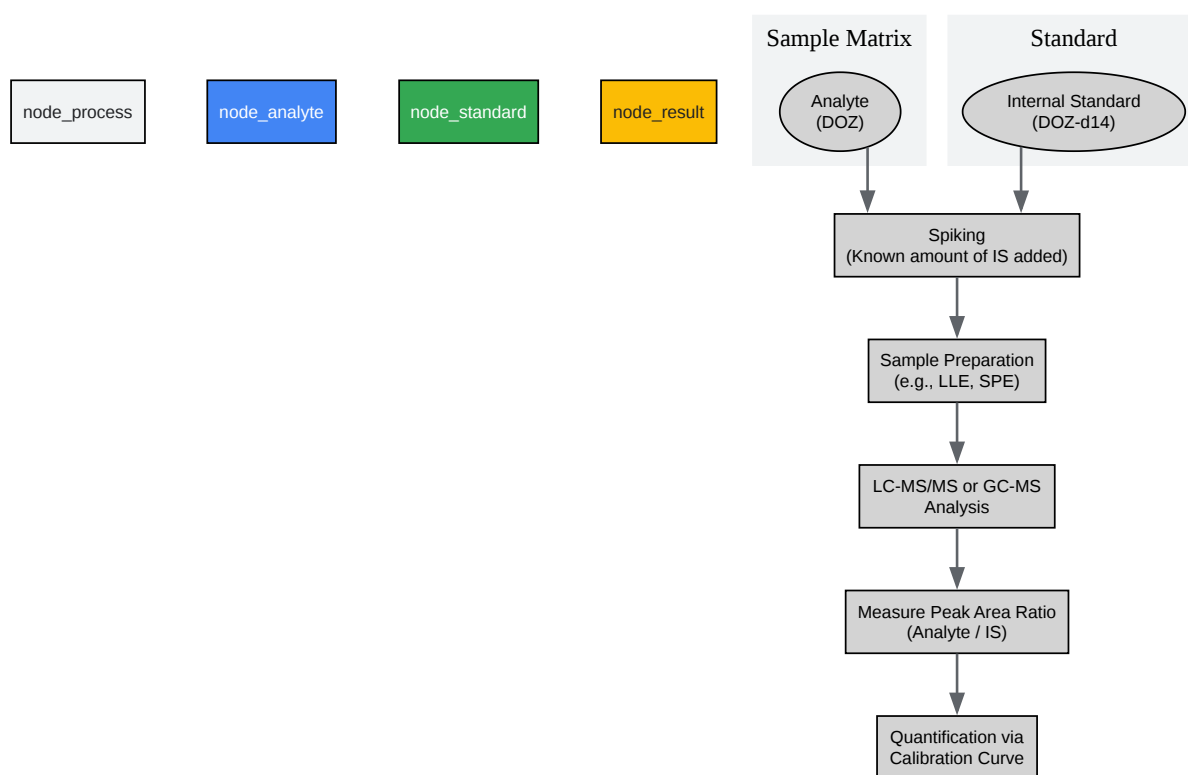 Sample Matrix
Standard
node_process
node_analyte
node_standard
node_result
Analyte
(DOZ)
Internal Standard
(DOZ-d14)
Spiking
(Known amount of IS added)
Sample Preparation
(e.g., LLE, SPE)
LC-MS/MS or GC-MS
Analysis
Measure Peak Area Ratio
(Analyte / IS)
Quantification via
Calibration Curve